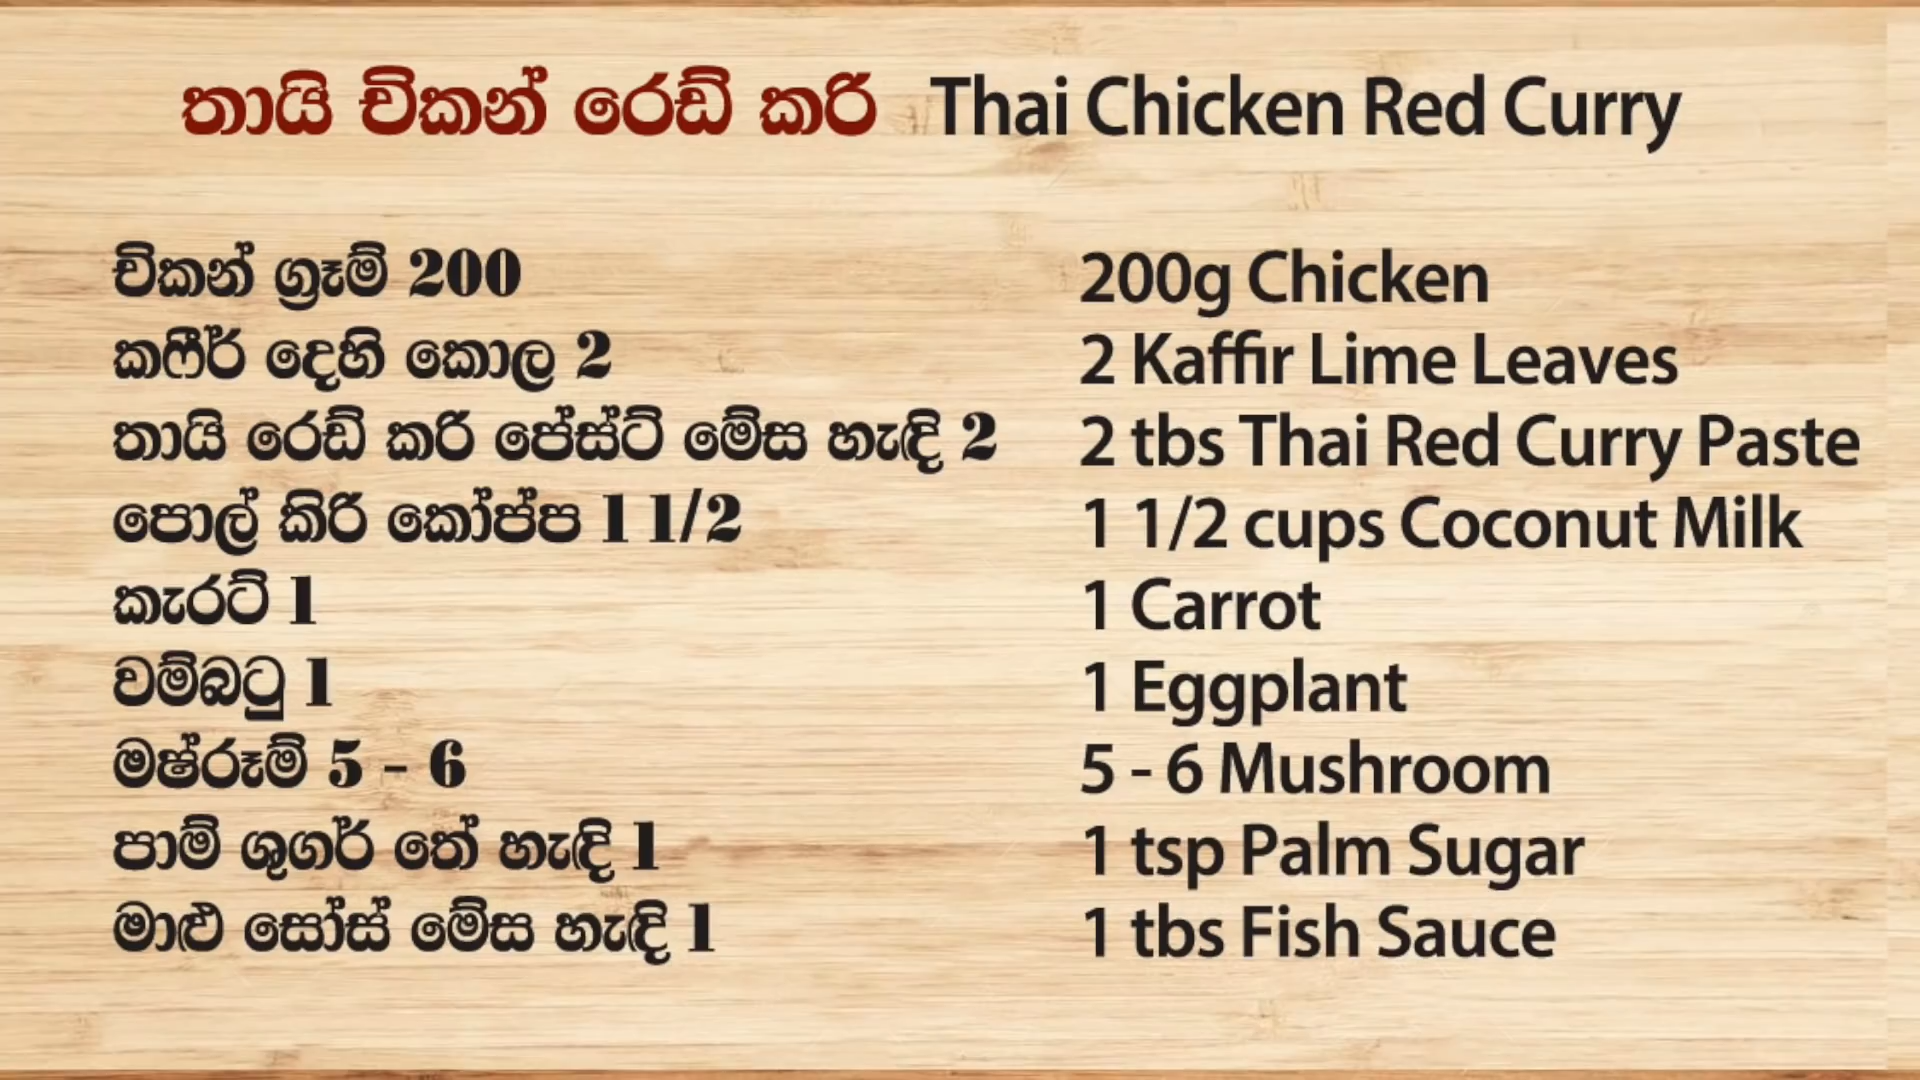 තායි චිකන් රෙඩ් කරි Thai Chicken Red Curry
චිකන් ග්‍රෑම් 200
කෆීර් දෙහි කොල 2
තායි රෙඩ් කරි පේස්ට් මේස හැඳි 2
පොල් කිරි කෝප්ප 1 1/2
කැරට් 1
වම්බටු 1
මෂ්රූම් 5 - 6
පාම් ශුගර් තේ හැඳි 1
මාළු සෝස් මේස හැඳි 1
200g Chicken
2 Kaffir Lime Leaves
2 tbs Thai Red Curry Paste
1 1/2 cups Coconut Milk
1 Carrot
1 Eggplant
5 - 6 Mushroom
1 tsp Palm Sugar
1 tbs Fish Sauce